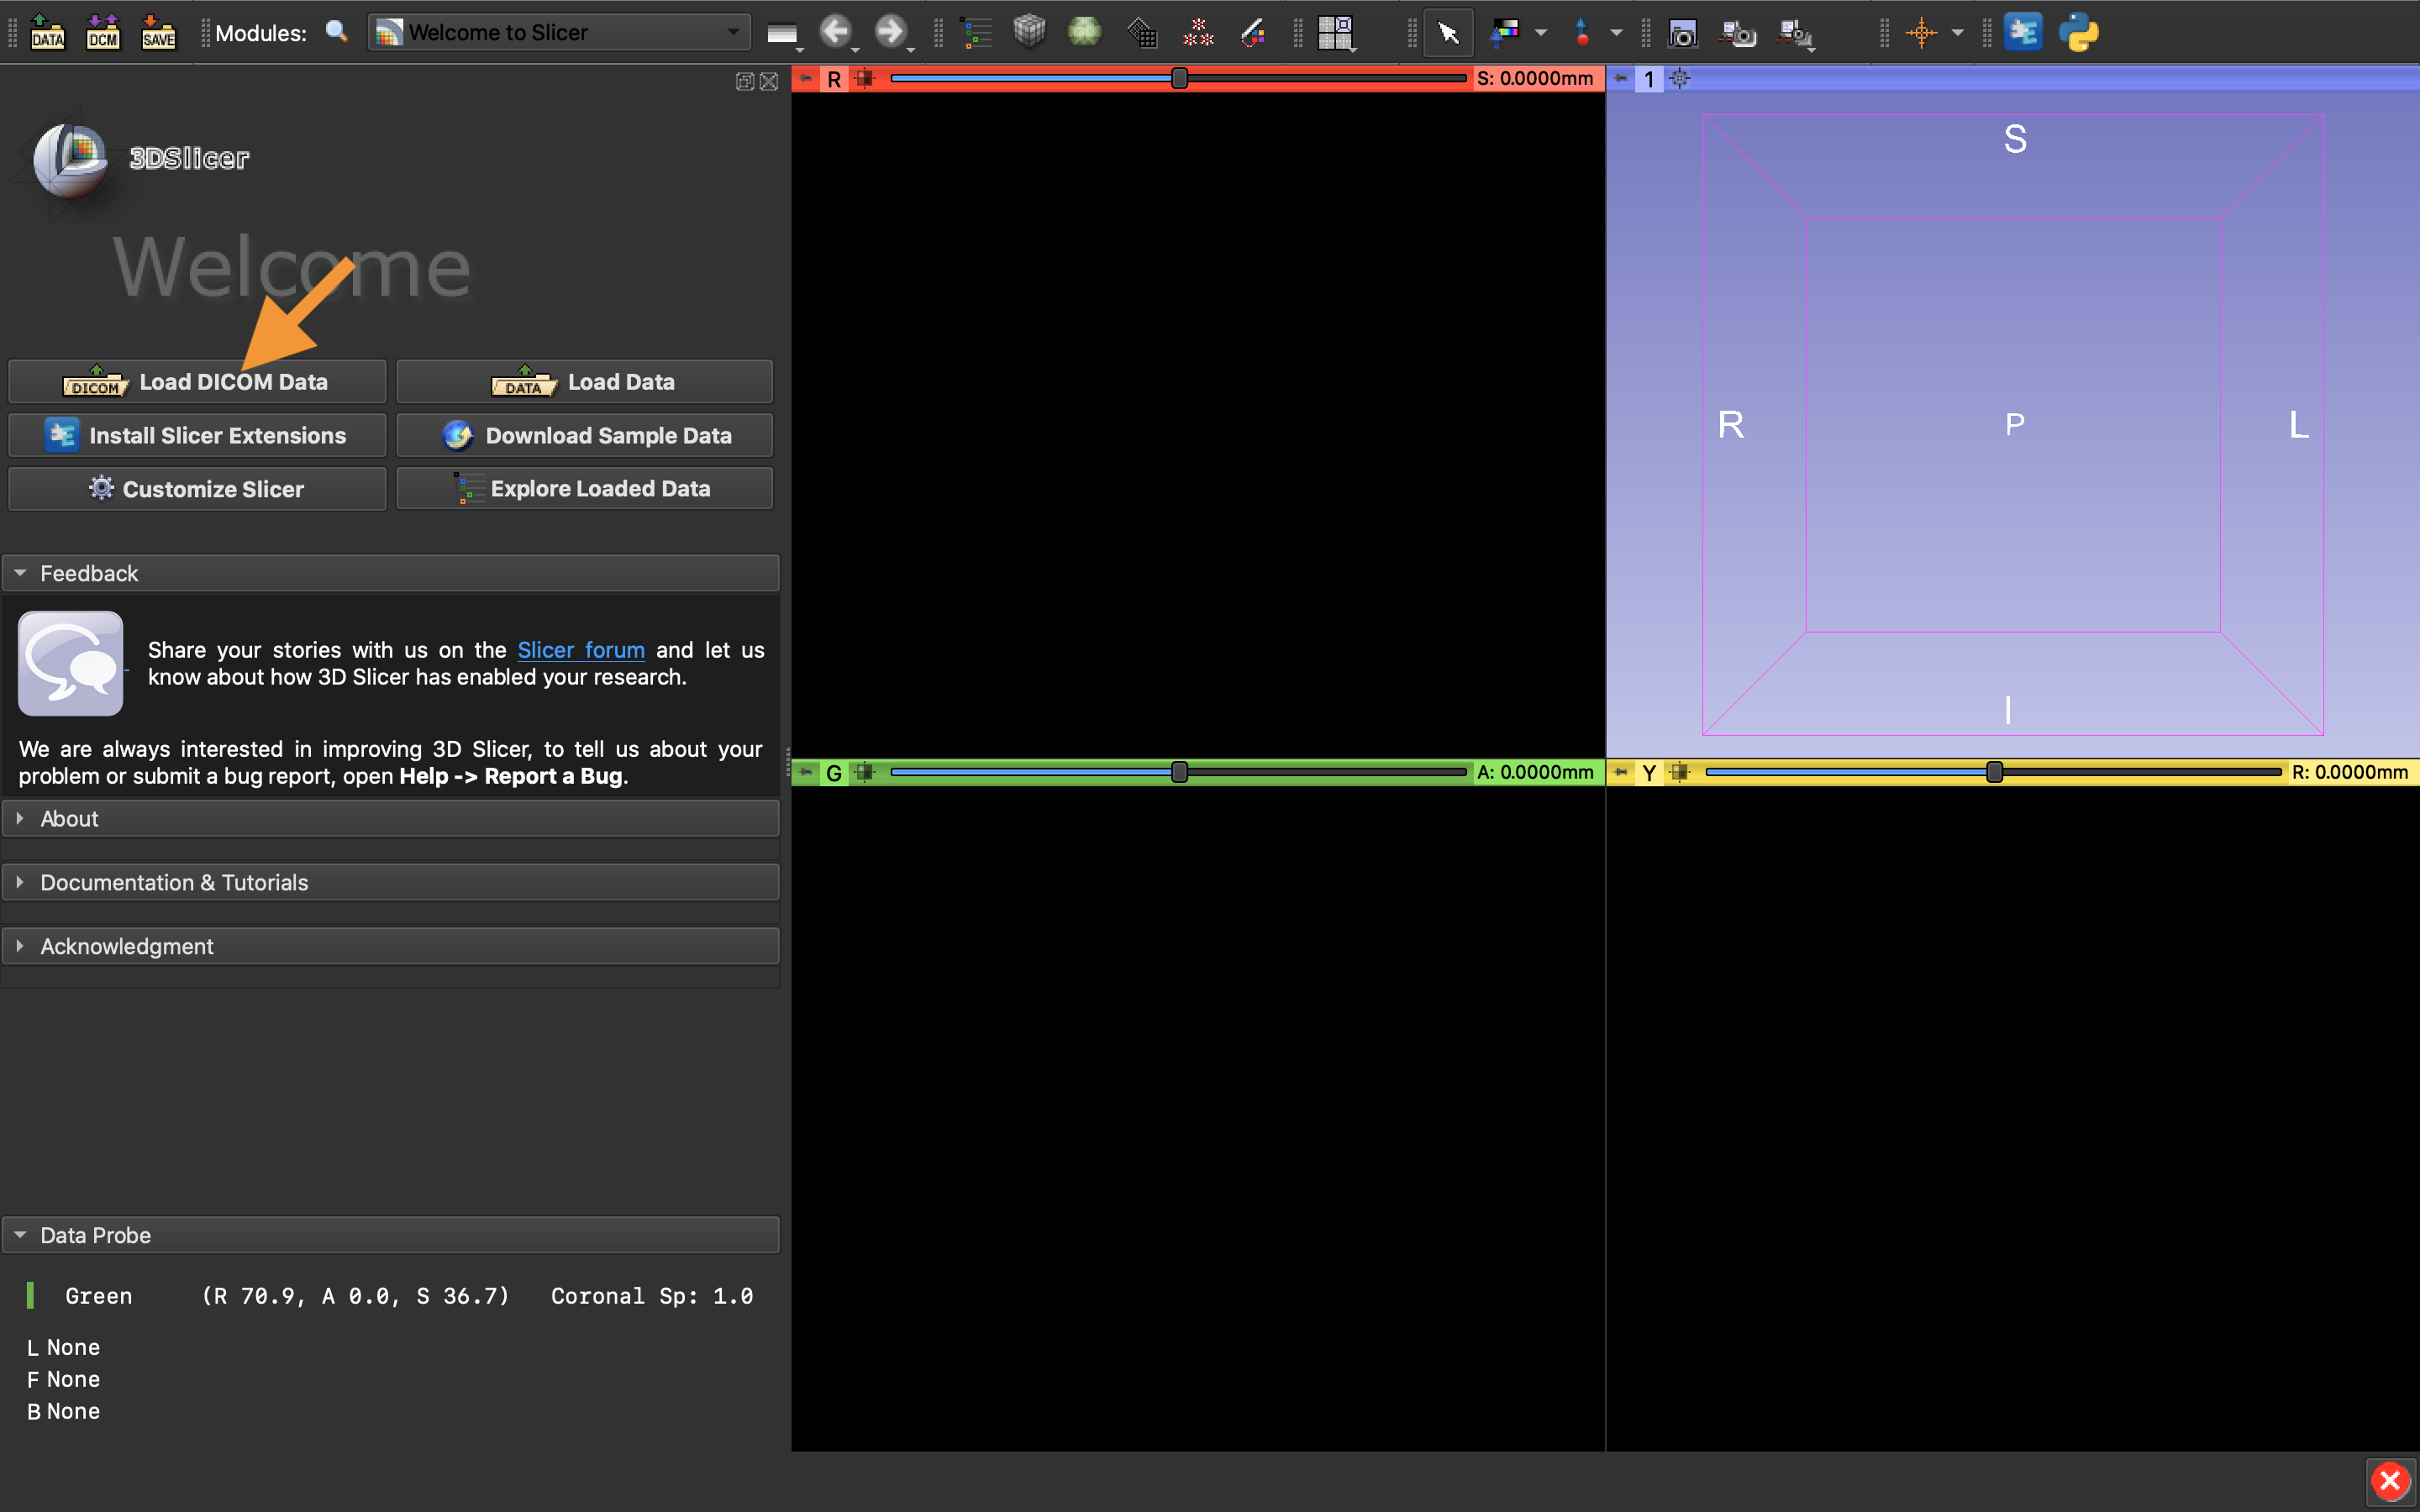 DATA DCM SAVE Modules: Welcome to Slicer
R S: 0.0000mm 1
3DSlicer
Welcome
DICOM Load DICOM Data DATA Load Data
Install Slicer Extensions Download Sample Data
Customize Slicer Explore Loaded Data
Feedback
Share your stories with us on the Slicer forum and let us
know about how 3D Slicer has enabled your research.
We are always interested in improving 3D Slicer, to tell us about your
problem or submit a bug report, open Help -> Report a Bug.
About
Documentation & Tutorials
Acknowledgment
Data Probe
Green (R 70.9, A 0.0, S 36.7) Coronal Sp: 1.0
L None
F None
B None
S
R P L
I
G A: 0.0000mm Y R: 0.0000mm